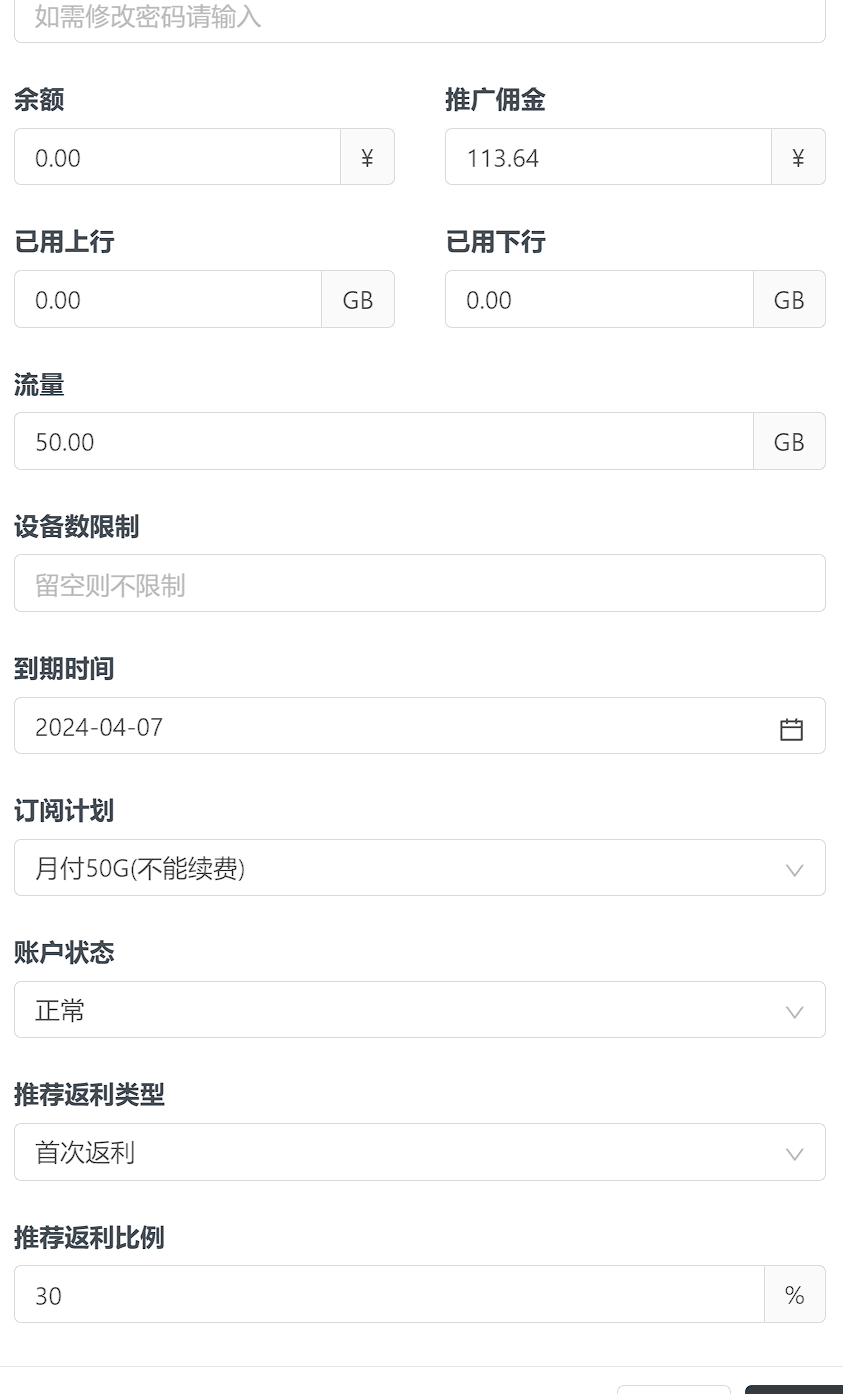 如需修改密码请输入
余额
推广佣金
0.00 ¥
113.64 ¥
已用上行
已用下行
0.00 GB
0.00 GB
流量
50.00 GB
设备数限制
留空则不限制
到期时间
2024-04-07
订阅计划
月付50G(不能续费)
账户状态
正常
推荐返利类型
首次返利
推荐返利比例
30 %